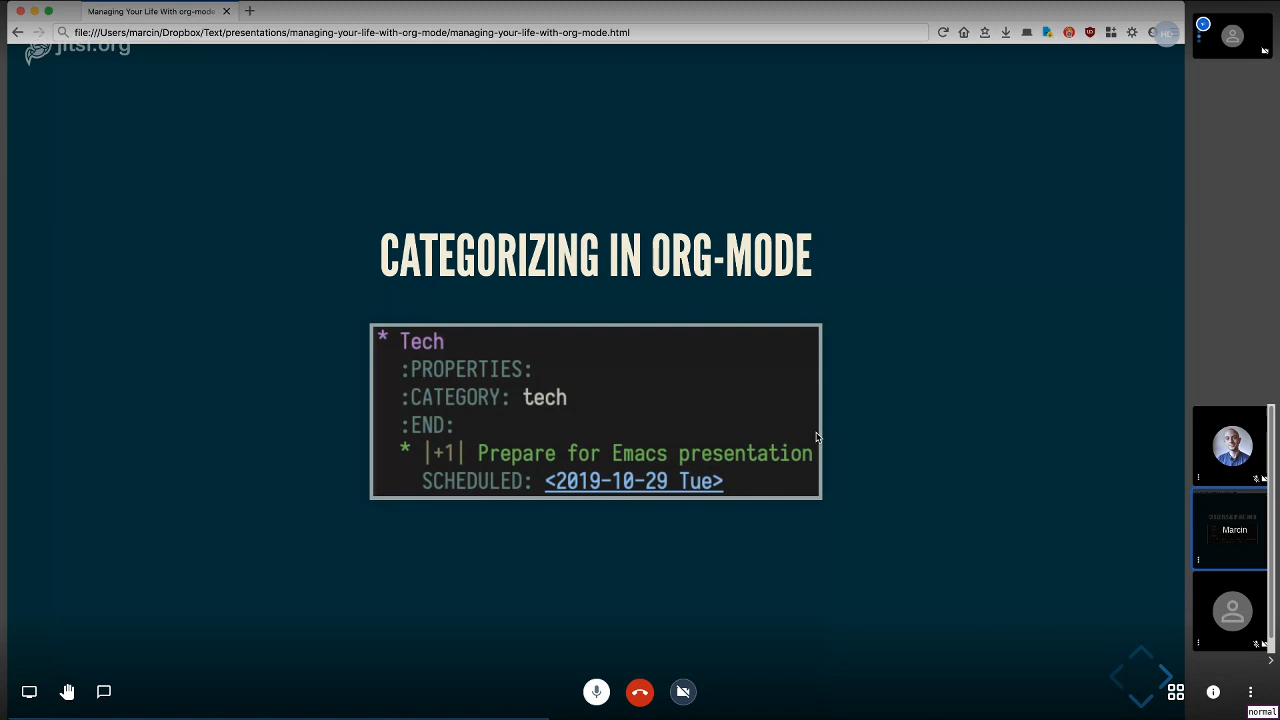 Managing Your Life With org-mode
file:///Users/marcin/Dropbox/Text/presentations/managing-your-life-with-org-mode/managing-your-life-with-org-mode.html
HD
jitsi.org
CATEGORIZING IN ORG-MODE
* Tech
:PROPERTIES:
:CATEGORY: tech
:END:
* |+1| Prepare for Emacs presentation
SCHEDULED: <2019-10-29 Tue>
Marcin
normal